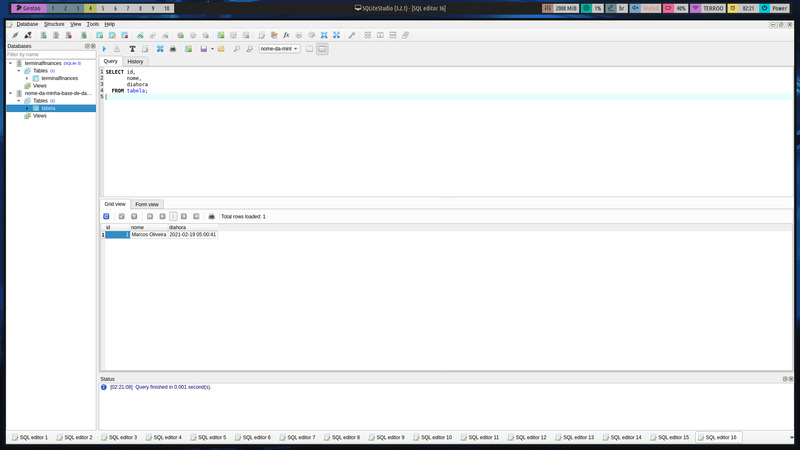 Gentoo 1 2 3 4 5 6 7 8 9 10 SQLiteStudio (3.2.1) - [SQL editor 16] 2008 MiB 1% br Muted 40% TERROO 02:21 Power
Database Structure View Tools Help
Databases
Filter by name
terminalfinances (SQLite 3)
Tables (1)
terminalfinances
Views
nome-da-minha-base-de-da...
Tables (1)
tabela
Views
nome-da-minl
Query History
1 SELECT id,
2 nome,
3 diahora
4 FROM tabela;
5
Grid view Form view
Total rows loaded: 1
id nome diahora
1 1 Marcos Oliveira 2021-02-19 05:00:41
Status
[02:21:08] Query finished in 0.001 second(s).
SQL editor 1 SQL editor 2 SQL editor 3 SQL editor 4 SQL editor 5 SQL editor 6 SQL editor 7 SQL editor 8 SQL editor 9 SQL editor 10 SQL editor 11 SQL editor 12 SQL editor 13 SQL editor 14 SQL editor 15 SQL editor 16